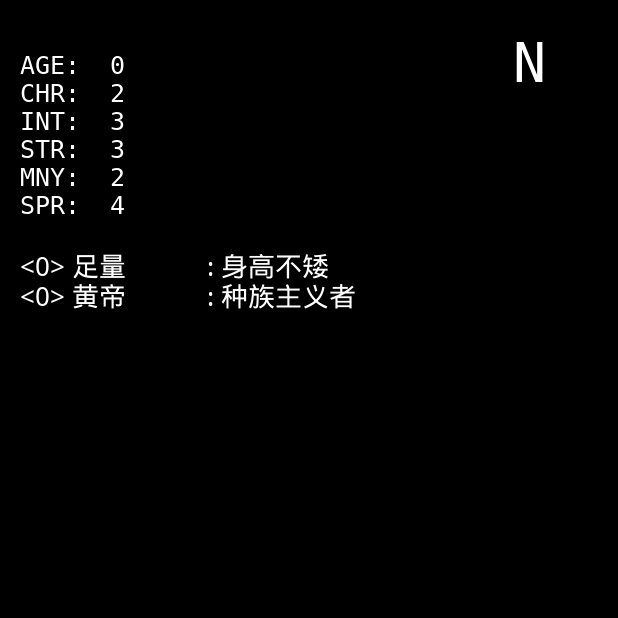 N
AGE: 0
CHR: 2
INT: 3
STR: 3
MNY: 2
SPR: 4
<O> 足量 : 身高不矮
<O> 黄帝 : 种族主义者